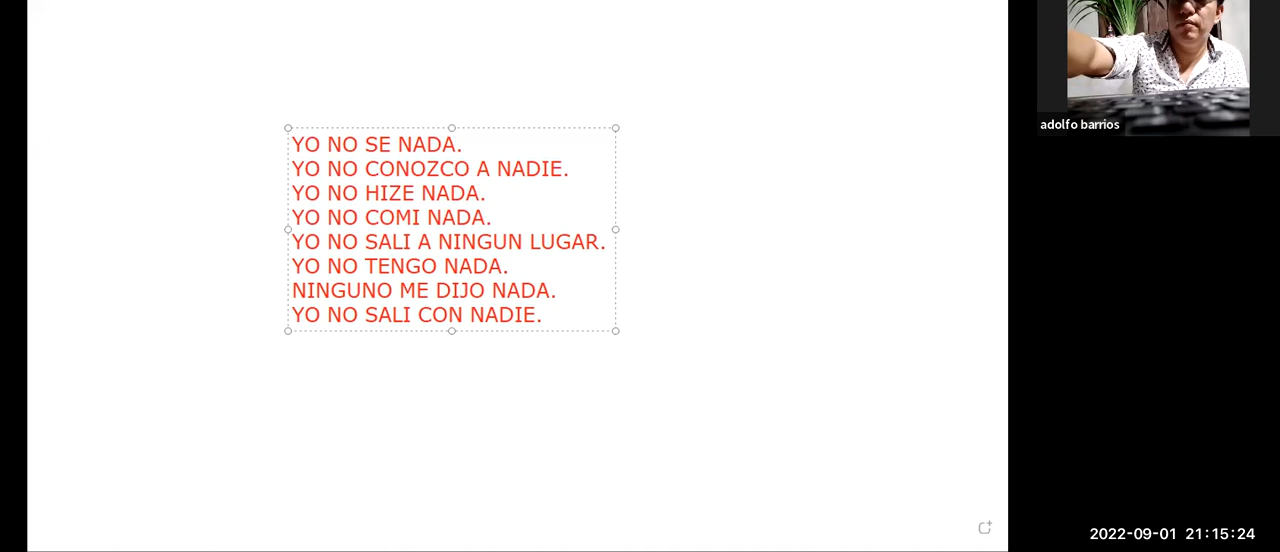 YO NO SE NADA.
YO NO CONOZCO A NADIE.
YO NO HIZE NADA.
YO NO COMI NADA.
YO NO SALI A NINGUN LUGAR.
YO NO TENGO NADA.
NINGUNO ME DIJO NADA.
YO NO SALI CON NADIE.
adolfo barrios
2022-09-01 21:15:24